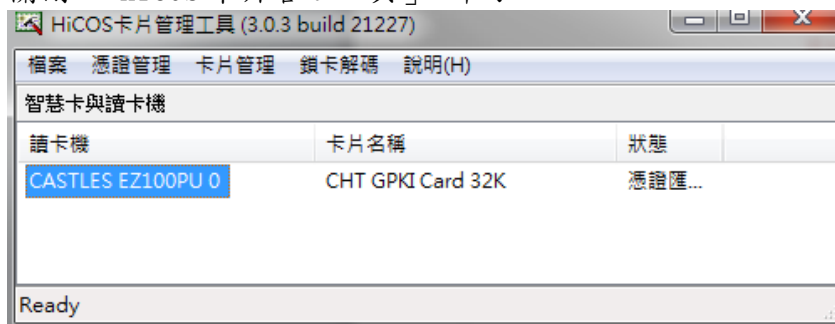 HiCOS卡片管理工具 (3.0.3 build 21227)
檔案 憑證管理 卡片管理 鎖卡解碼 說明(H)
智慧卡與讀卡機
讀卡機 卡片名稱 狀態
CASTLES EZ100PU 0 CHT GPKI Card 32K 憑證匯...
Ready